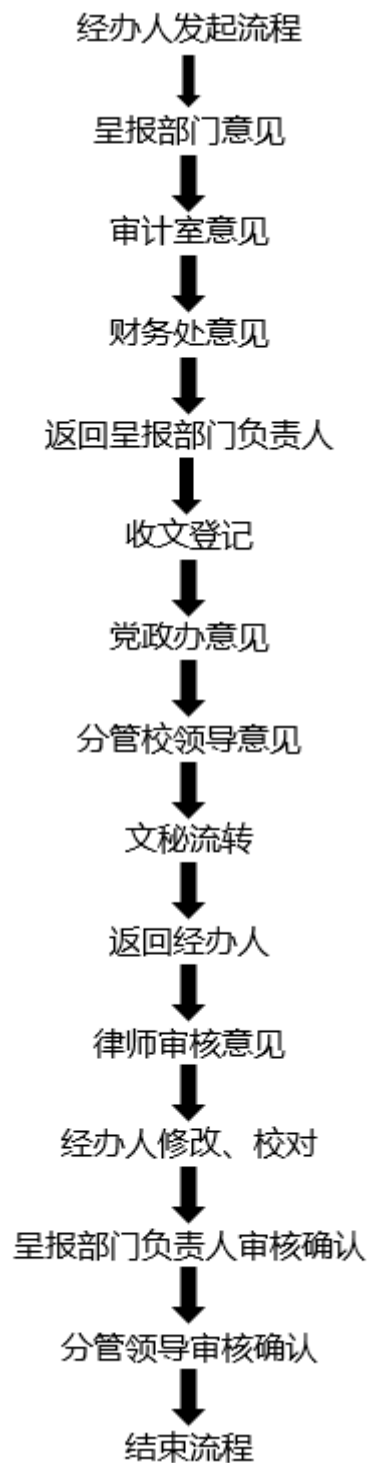 经办人发起流程
呈报部门意见
审计室意见
财务处意见
返回呈报部门负责人
收文登记
党政办意见
分管校领导意见
文秘流转
返回经办人
律师审核意见
经办人修改、校对
呈报部门负责人审核确认
分管领导审核确认
结束流程